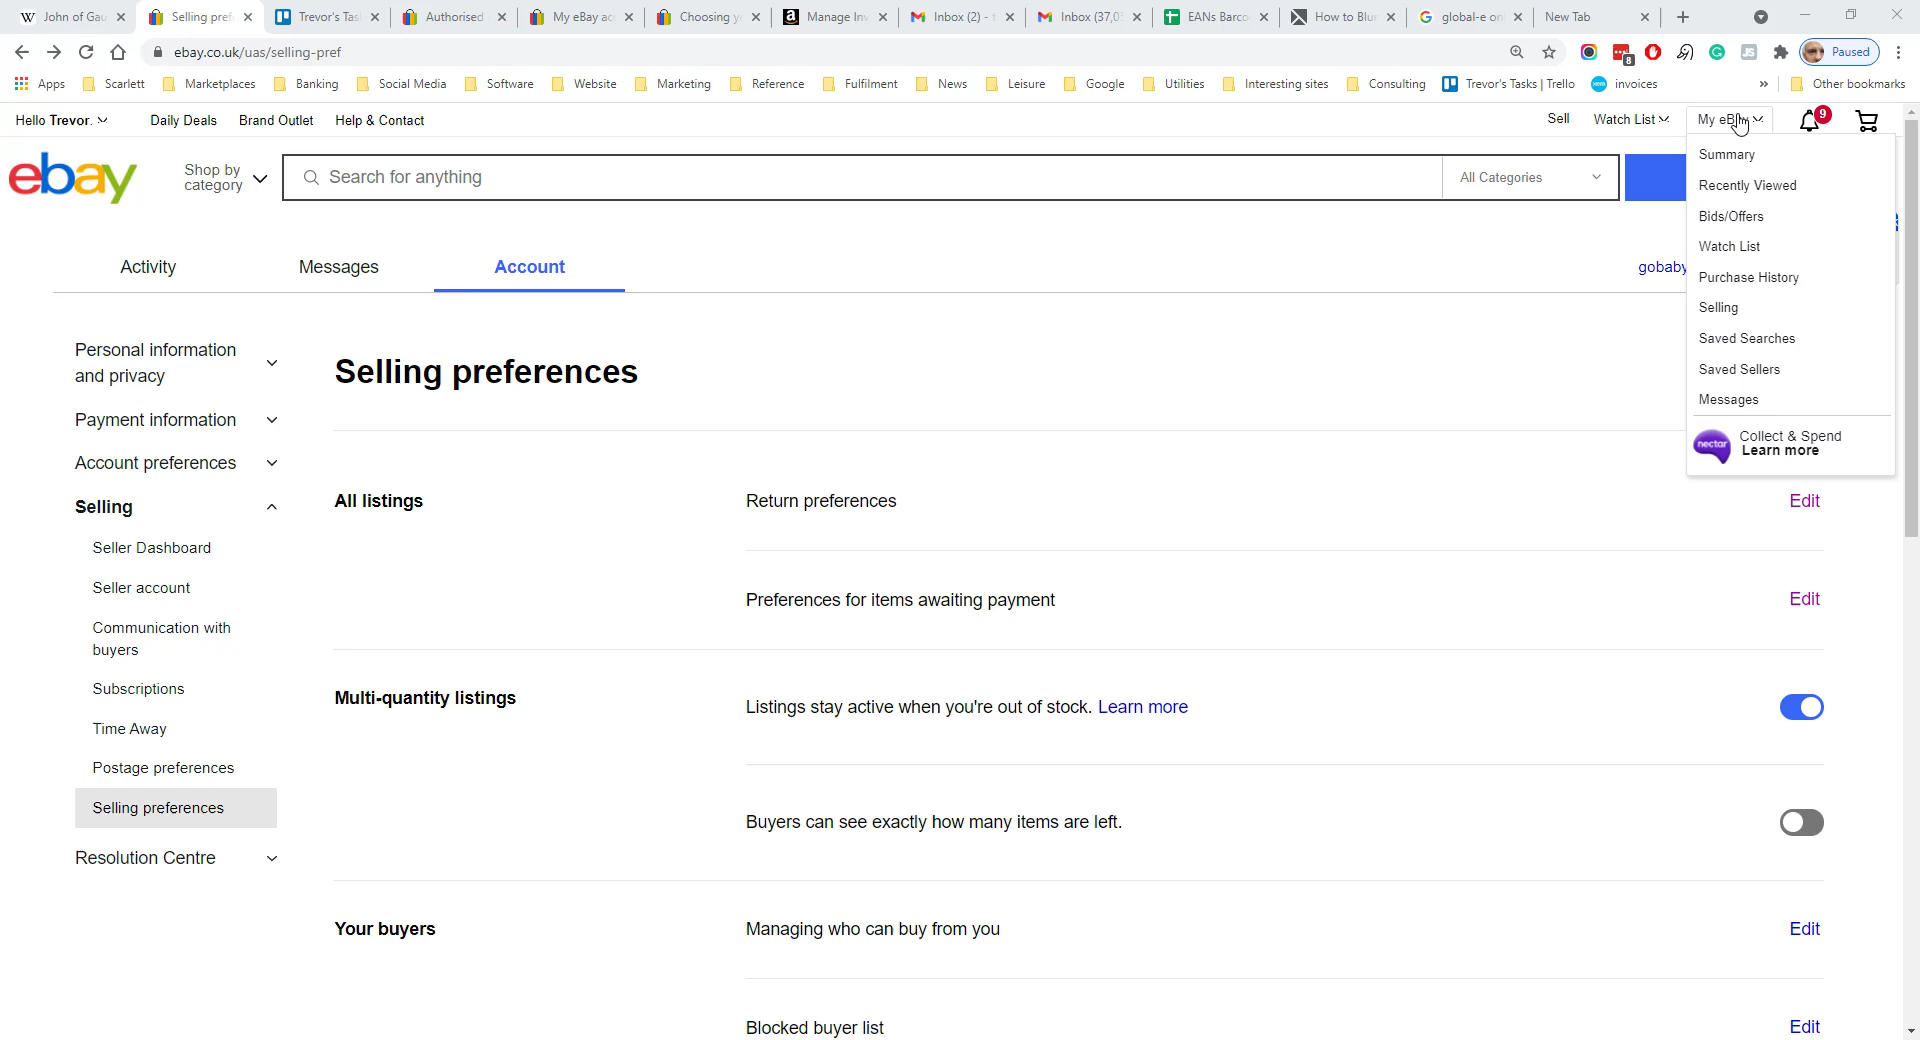 John of Gau
Selling pref
Trevor's Tas
Authorised
My eBay ac
Choosing y
Manage Inv
Inbox (2) - t
Inbox (37,0
EANs Barco
How to Blu
global-e on
New Tab
ebay.co.uk/uas/selling-pref
8
Paused
Apps
Scarlett
Marketplaces
Banking
Social Media
Software
Website
Marketing
Reference
Fulfilment
News
Leisure
Google
Utilities
Interesting sites
Consulting
Trevor's Tasks | Trello
invoices
»
Other bookmarks
Hello Trevor.
Daily Deals
Brand Outlet
Help & Contact
Sell
Watch List
My eBay
9
ebay
Shop by
category
Search for anything
All Categories
Summary
Recently Viewed
Bids/Offers
Watch List
Purchase History
Selling
Saved Searches
Saved Sellers
Messages
nectar
Collect & Spend
Learn more
Activity
Messages
Account
gobaby
Personal information
and privacy
Payment information
Account preferences
Selling
Seller Dashboard
Seller account
Communication with
buyers
Subscriptions
Time Away
Postage preferences
Selling preferences
Resolution Centre
Selling preferences
All listings
Return preferences
Edit
Preferences for items awaiting payment
Edit
Multi-quantity listings
Listings stay active when you're out of stock. Learn more
Buyers can see exactly how many items are left.
Your buyers
Managing who can buy from you
Edit
Blocked buyer list
Edit